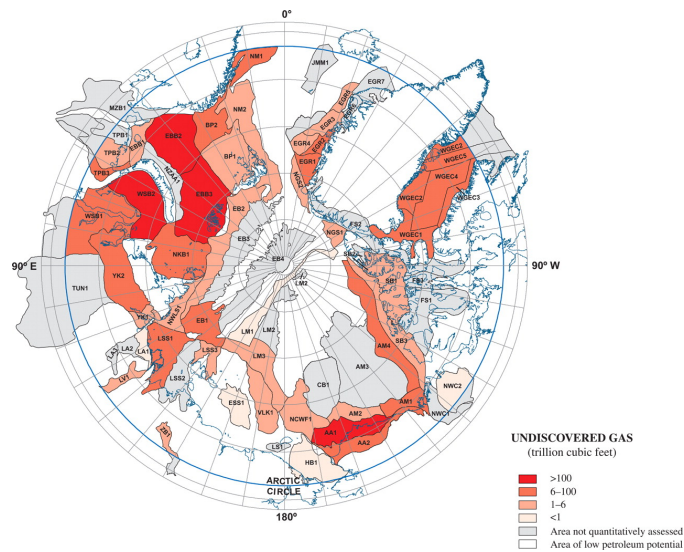 0°
NM1
JMM1
EGR7
MZB1
EGR5
NM2
EGR3
BP2
TPB1
EBB2
EBB1
EGR4
EGR2
WGEC2
TPB2
BP1
EGR1
WGEC5
NZAA1
TPB3
WGEC4
NGS2
WSB2
EBB3
WGEC2
WGEC3
EB2
WSB1
FS2
NGS1
WGEC1
EB3
NKB1
90° E
EB4
90° W
YK2
SB1
TUN1
LM2
FS1
NWLS1
YK1
EB1
LM1
LM2
LSS1
AM4
SB3
LA2
LA1
LSS3
LM3
AM3
LV1
LSS2
CB1
NWC2
ESS1
AM1
VLK1
NCWF1
AM2
NWC1
ZB1
AA1
AA2
LS1
HB1
ARCTIC
CIRCLE
180°
UNDISCOVERED GAS
(trillion cubic feet)
>100
6–100
1–6
<1
Area not quantitatively assessed
Area of low petroleum potential